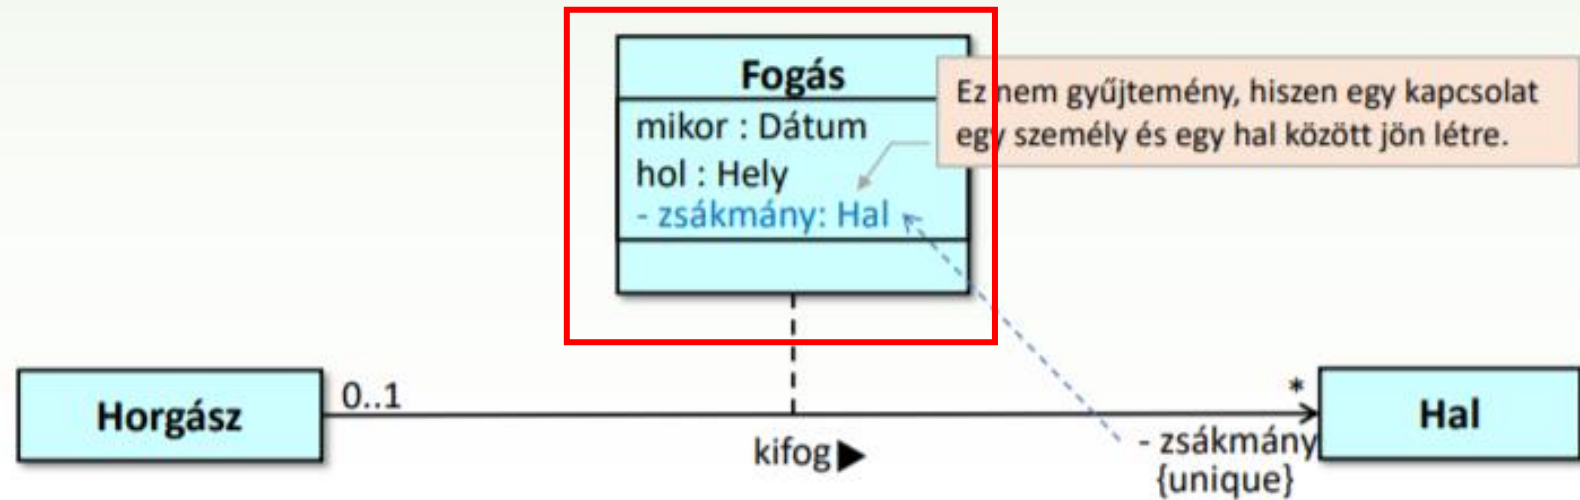 Fogás
mikor : Dátum
hol : Hely
- zsákmány: Hal
Ez nem gyűjtemény, hiszen egy kapcsolat
egy személy és egy hal között jön létre.
Horgász
0..1
kifog▶
*
- zsákmány
{unique}
Hal